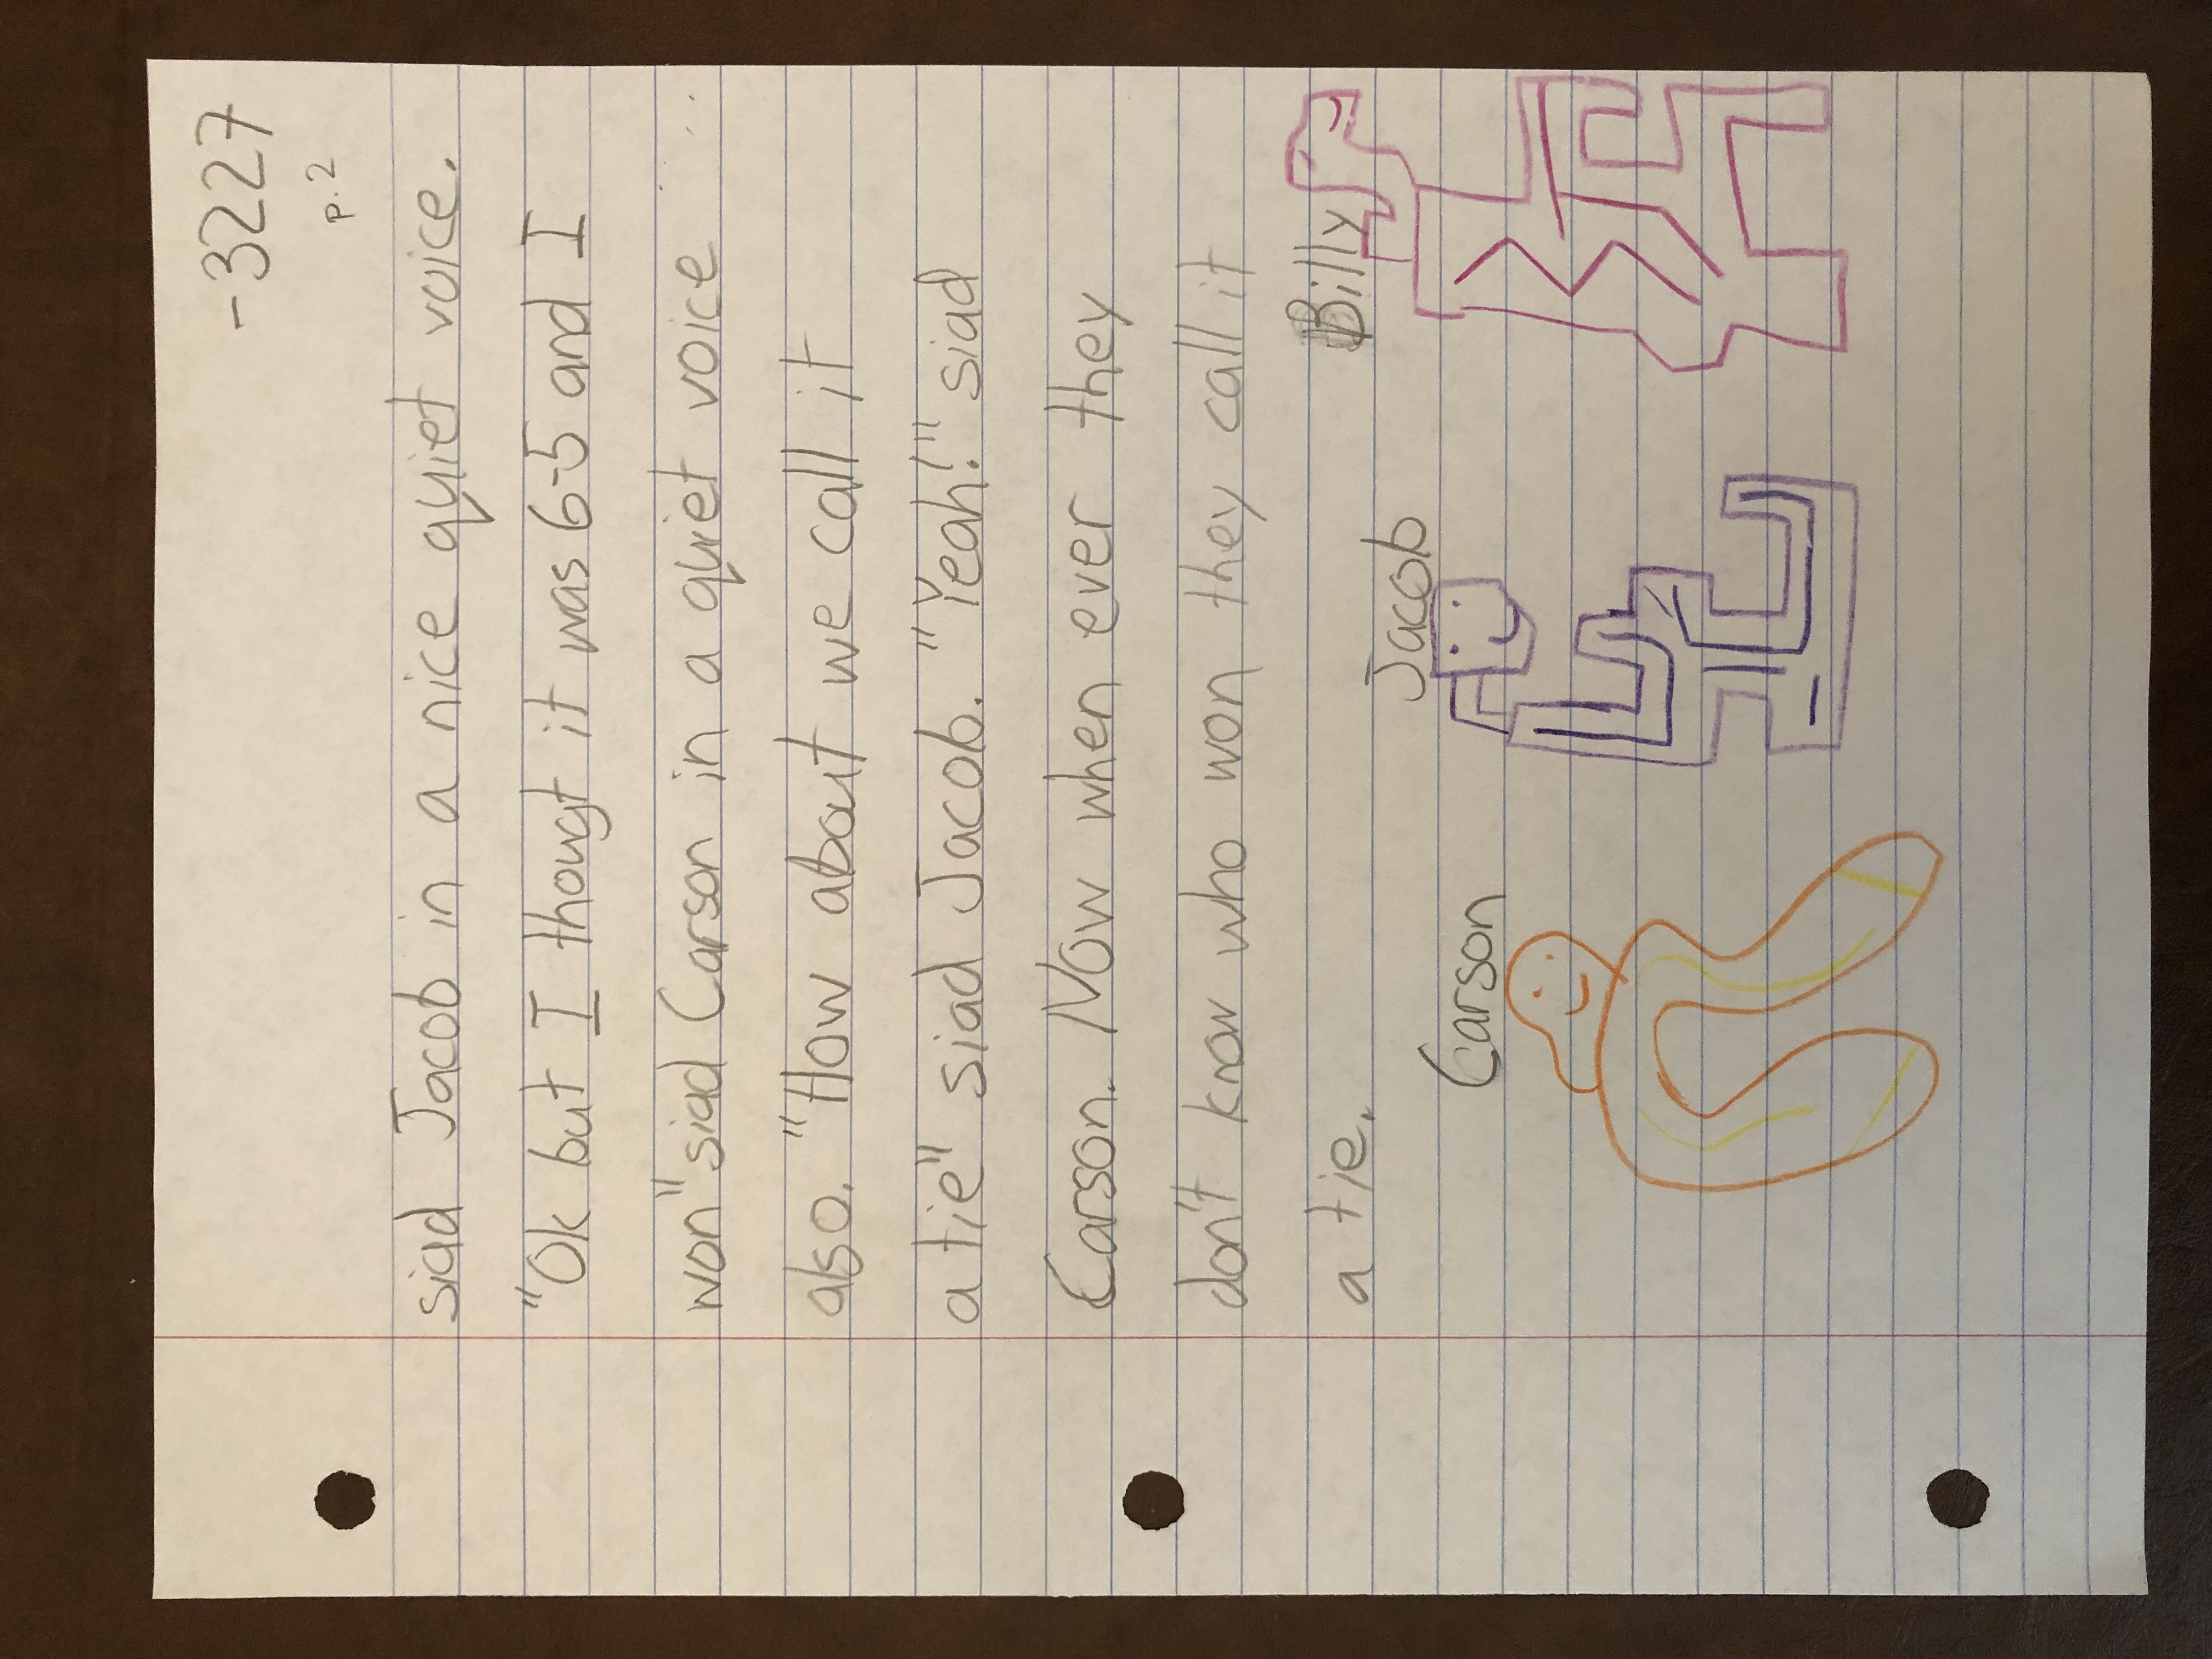 -3227
p. 2
siad Jacob in a nice quiet voice.
"Ok but I thougt it was 6-5 and I
won" siad Carson in a quiet voice
also. "How about we call it
a tie" siad Jacob. "Yeah!" siad
Carson. Now when ever they
don't know who won they call it
a tie.
Billy
Jacob
Carson